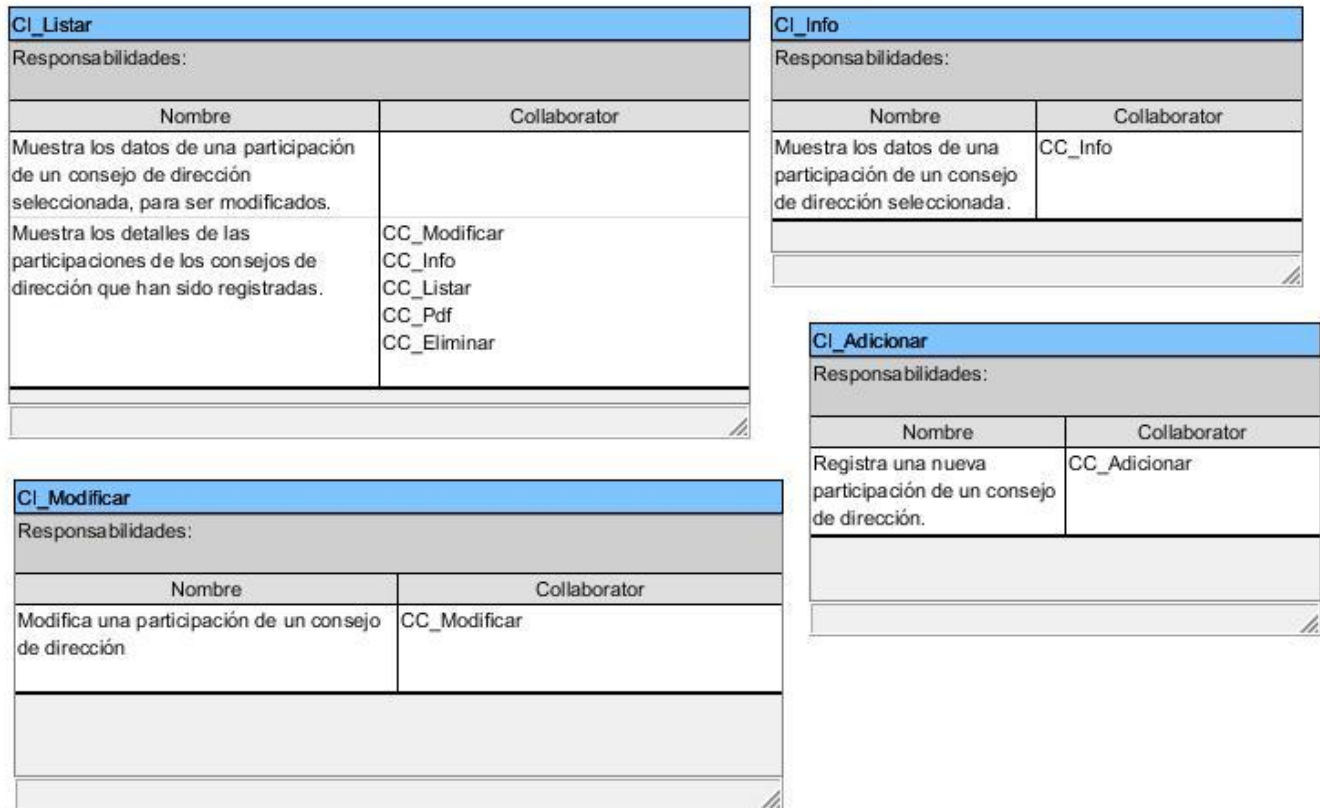 CI_Listar
Responsabilidades:
Nombre
Collaborator
Muestra los datos de una participación
de un consejo de dirección
seleccionada, para ser modificados.
Muestra los detalles de las
participaciones de los consejos de
dirección que han sido registradas.
CC_Modificar
CC_Info
CC_Listar
CC_Pdf
CC_Eliminar
CI_Info
Responsabilidades:
Nombre
Collaborator
Muestra los datos de una
participación de un consejo
de dirección seleccionada.
CC_Info
CI_Adicionar
Responsabilidades:
Nombre
Collaborator
Registra una nueva
participación de un consejo
de dirección.
CC_Adicionar
CI_Modificar
Responsabilidades:
Nombre
Collaborator
Modifica una participación de un consejo
de dirección
CC_Modificar